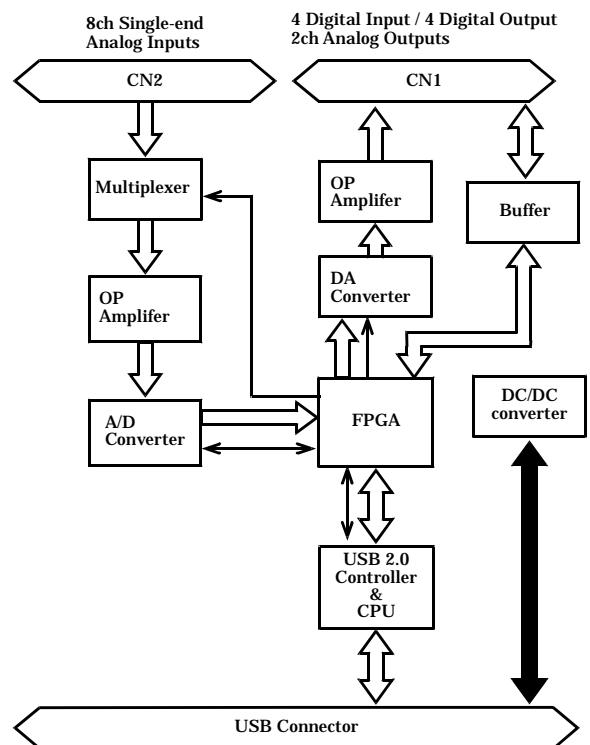 8ch Single-end
Analog Inputs
4 Digital Input / 4 Digital Output
2ch Analog Outputs
CN2
CN1
Multiplexer
OP
Amplifer
Buffer
OP
Amplifer
DA
Converter
A/D
Converter
FPGA
DC/DC
converter
USB 2.0
Controller
&
CPU
USB Connector